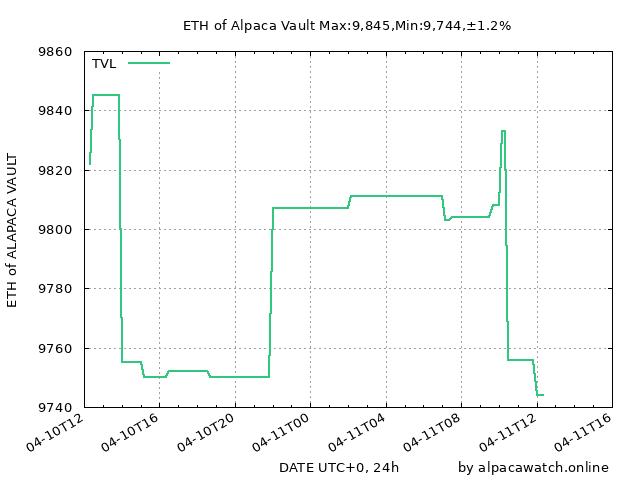 ETH of Alpaca Vault Max:9,845,Min:9,744,±1.2%
TVL
ETH of ALAPACA VAULT
9860
9840
9820
9800
9780
9760
9740
04-10T12
04-10T16
04-10T20
04-11T00
04-11T04
04-11T08
04-11T12
04-11T16
DATE UTC+0, 24h
by alpacawatch.online